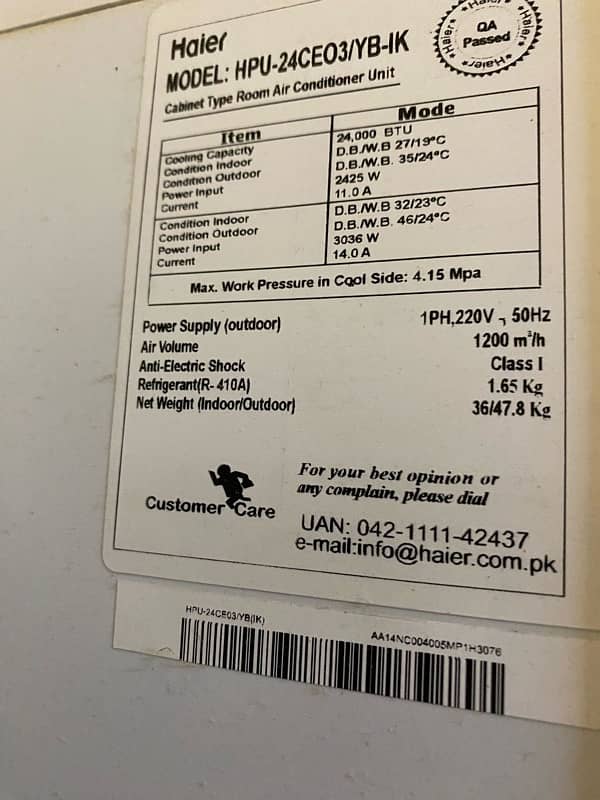 Haier
MODEL: HPU-24CEO3/YB-IK
Cabinet Type Room Air Conditioner Unit
Haier
QA
Passed
Haier
Haier
Haier
Item Mode
Cooling Capacity 24,000 BTU
Condition Indoor D.B./W.B 27/19°C
Condition Outdoor D.B./W.B. 35/24°C
Power Input 2425 W
Current 11.0 A
Condition Indoor D.B./W.B 32/23°C
Condition Outdoor D.B./W.B. 46/24°C
Power Input 3036 W
Current 14.0 A
Max. Work Pressure in Cool Side: 4.15 Mpa
Power Supply (outdoor) 1PH,220V ~, 50Hz
Air Volume 1200 m³/h
Anti-Electric Shock Class I
Refrigerant(R- 410A) 1.65 Kg
Net Weight (Indoor/Outdoor) 36/47.8 Kg
Customer Care
For your best opinion or
any complain, please dial
UAN: 042-1111-42437
e-mail:info@haier.com.pk
HPU-24CE03/YB(IK)
AA14NC004005MP1H3076